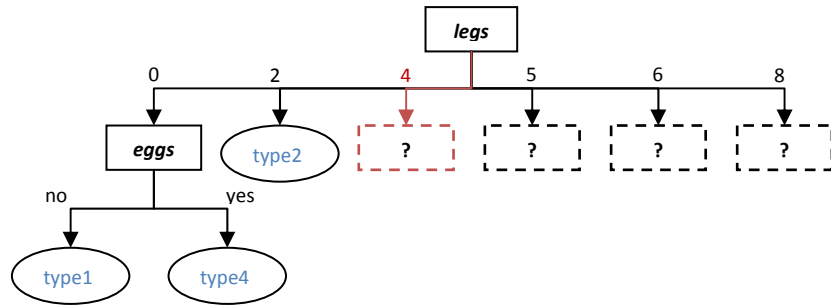 legs
0 2 4 5 6 8
eggs type2 ? ? ? ?
no yes
type1 type4